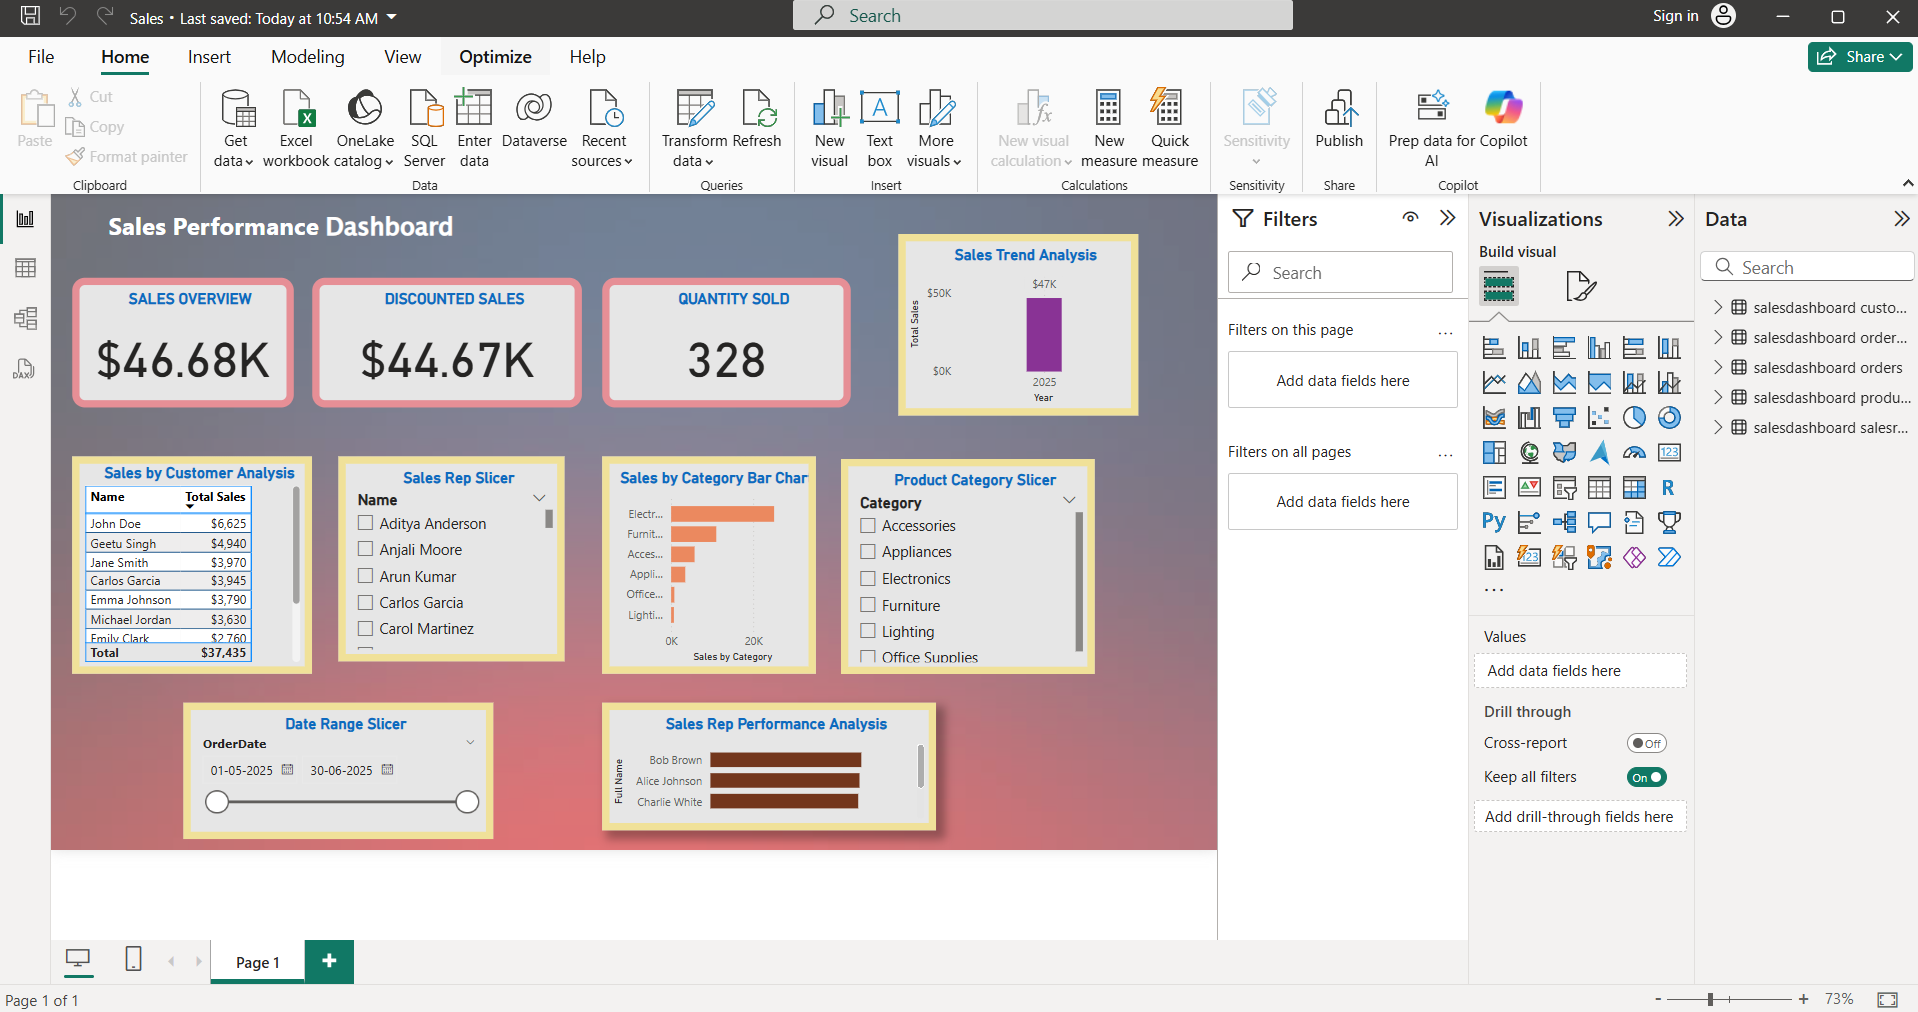 Sales • Last saved: Today at 10:54 AM
Search
Sign in
File Home Insert Modeling View Optimize Help
Share
Paste
Cut
Copy
Format painter
Clipboard
Get data
Excel workbook
OneLake catalog
SQL Server
Enter data
Dataverse
Recent sources
Data
Transform data
Refresh
Queries
New visual
Text box
More visuals
Insert
New visual calculation
New measure
Quick measure
Calculations
Sensitivity
Sensitivity
Publish
Share
Prep data for AI
Copilot
Copilot
Sales Performance Dashboard
SALES OVERVIEW
$46.68K
DISCOUNTED SALES
$44.67K
QUANTITY SOLD
328
Sales Trend Analysis
$47K
$50K
$0K
Total Sales
2025
Year
Sales by Customer Analysis
Name Total Sales
John Doe $6,625
Geetu Singh $4,940
Jane Smith $3,970
Carlos Garcia $3,945
Emma Johnson $3,790
Michael Jordan $3,630
Emily Clark $2,760
Total $37,435
Sales Rep Slicer
Name
Aditya Anderson
Anjali Moore
Arun Kumar
Carlos Garcia
Carol Martinez
Sales by Category Bar Char
Electr...
Furnit...
Acces...
Appli...
Office...
Lighti...
0K 20K
Sales by Category
Product Category Slicer
Category
Accessories
Appliances
Electronics
Furniture
Lighting
Office Supplies
Date Range Slicer
OrderDate
01-05-2025 30-06-2025
Sales Rep Performance Analysis
Full Name
Bob Brown
Alice Johnson
Charlie White
Filters
Search
Filters on this page ...
Add data fields here
Filters on all pages ...
Add data fields here
Visualizations
Build visual
123
R
Py
123
...
Values
Add data fields here
Drill through
Cross-report Off
Keep all filters On
Add drill-through fields here
Data
Search
salesdashboard custo...
salesdashboard order...
salesdashboard orders
salesdashboard produ...
salesdashboard salesr...
DAX
Page 1
+
Page 1 of 1
- + 73%